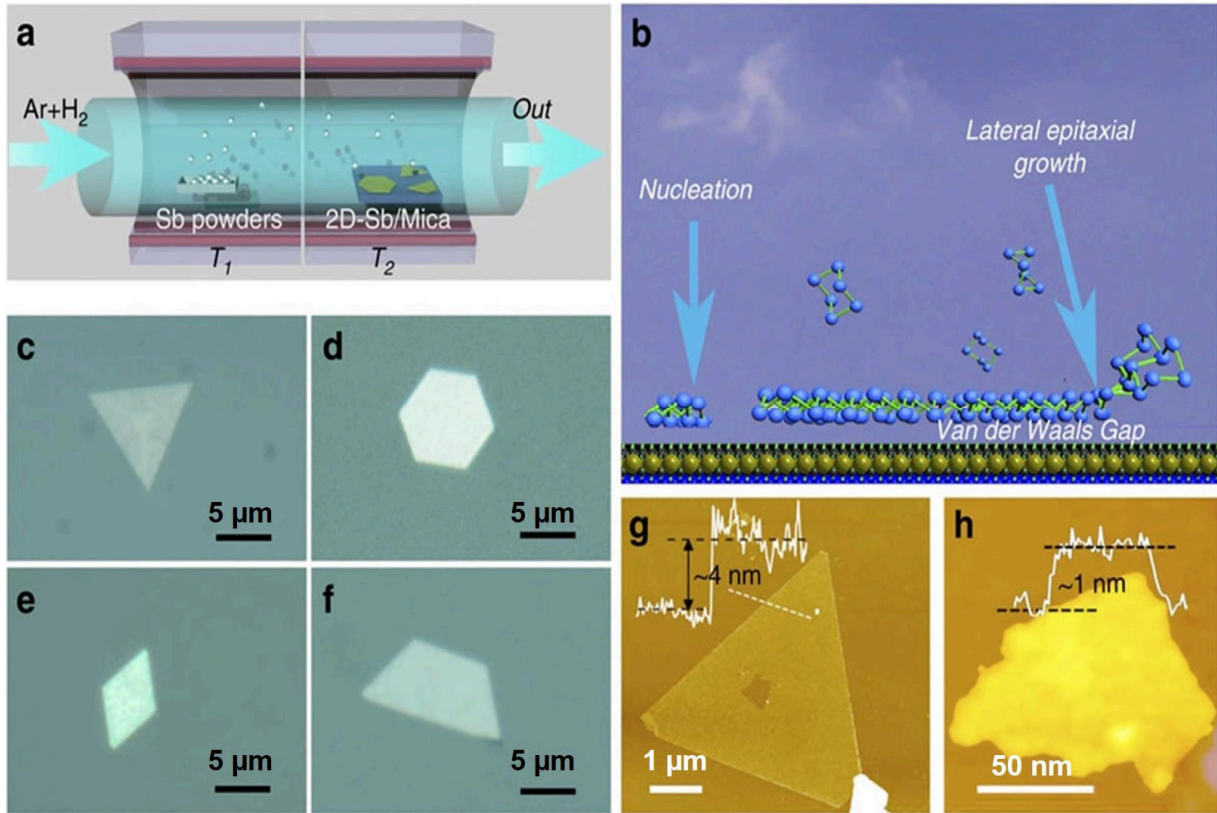 a
Ar+H2
Out
Sb powders
2D-Sb/Mica
T1
T2
b
Nucleation
Lateral epitaxial
growth
Van der Waals Gap
c
5 µm
d
5 µm
e
5 µm
f
5 µm
g
~4 nm
1 µm
h
~1 nm
50 nm